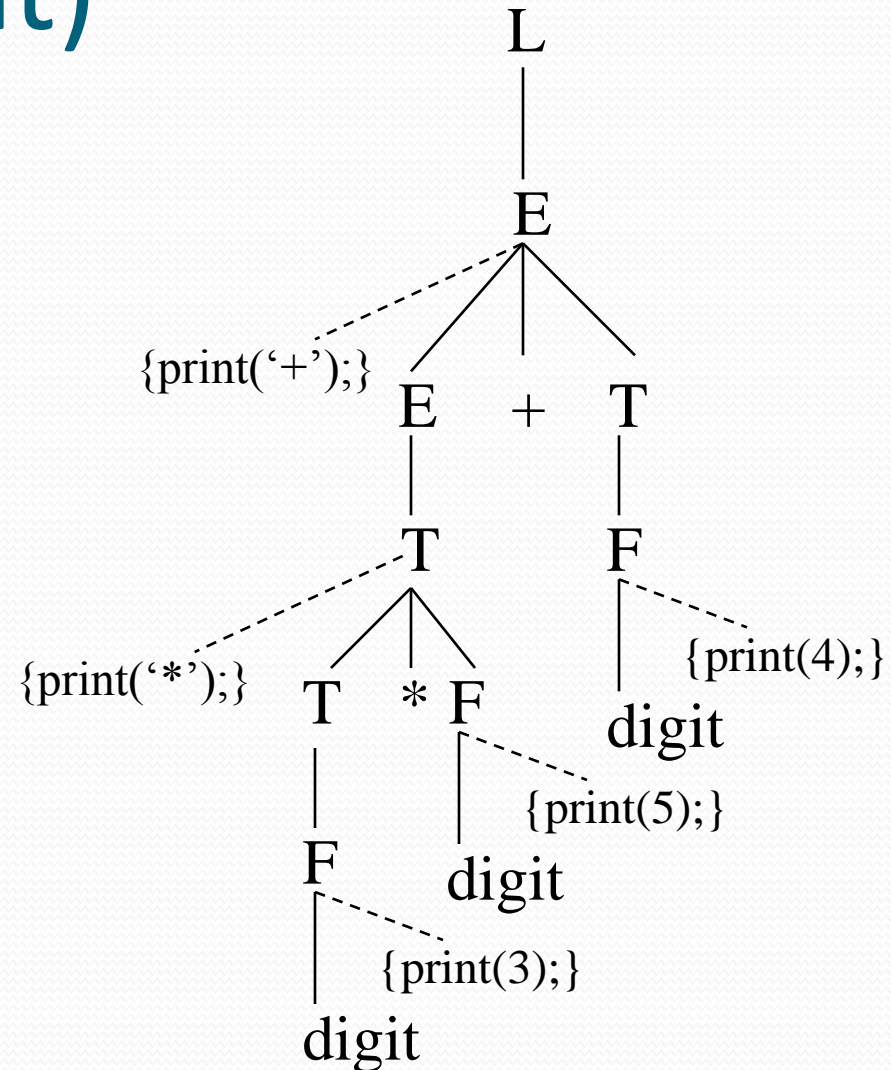 it)
L
E
{print(‘+’);}
E + T
T F
{print(‘*’);} {print(4);}
T * F digit
{print(5);}
F digit
{print(3);}
digit